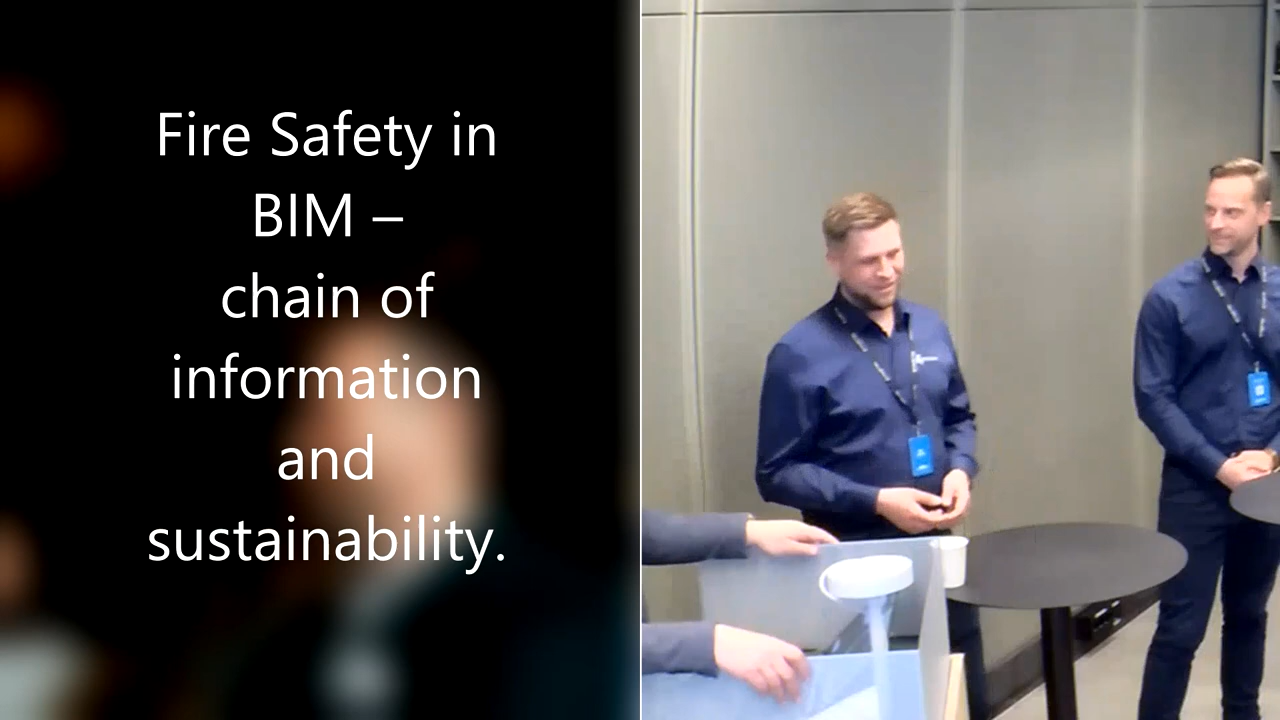 Fire Safety in
BIM –
chain of
information
and
sustainability.